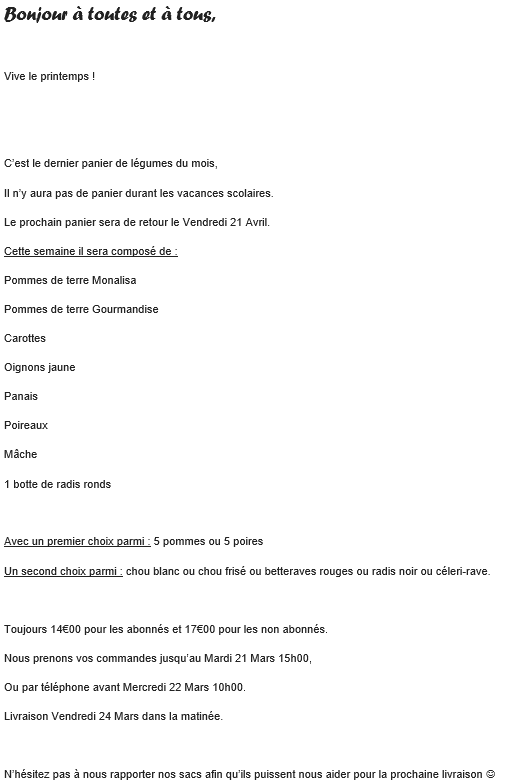 Bonjour à toutes et à tous,
Vive le printemps !
C'est le dernier panier de légumes du mois,
Il n'y aura pas de panier durant les vacances scolaires.
Le prochain panier sera de retour le Vendredi 21 Avril.
Cette semaine il sera composé de :
Pommes de terre Monalisa
Pommes de terre Gourmandise
Carottes
Oignons jaune
Panais
Poireaux
Mâche
1 botte de radis ronds
Avec un premier choix parmi : 5 pommes ou 5 poires
Un second choix parmi : chou blanc ou chou frisé ou betteraves rouges ou radis noir ou céleri-rave.
Toujours 14€00 pour les abonnés et 17€00 pour les non abonnés.
Nous prenons vos commandes jusqu'au Mardi 21 Mars 15h00,
Ou par téléphone avant Mercredi 22 Mars 10h00.
Livraison Vendredi 24 Mars dans la matinée.
N'hésitez pas à nous rapporter nos sacs afin qu'ils puissent nous aider pour la prochaine livraison ☺